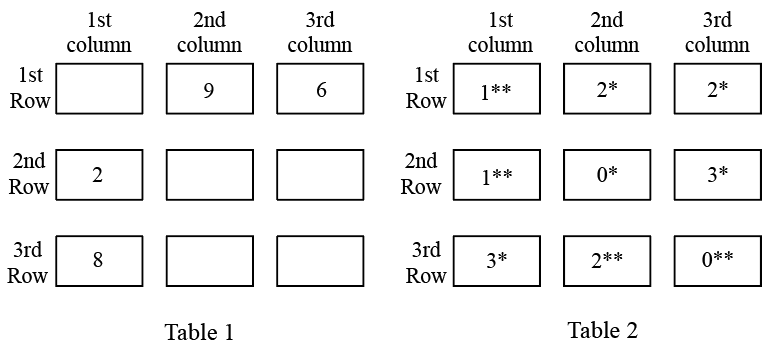 1st column 2nd column 3rd column 1st column 2nd column 3rd column
1st Row 9 6 1st Row 1** 2* 2*
2nd Row 2 2nd Row 1** 0* 3*
3rd Row 8 3rd Row 3* 2** 0**
Table 1 Table 2